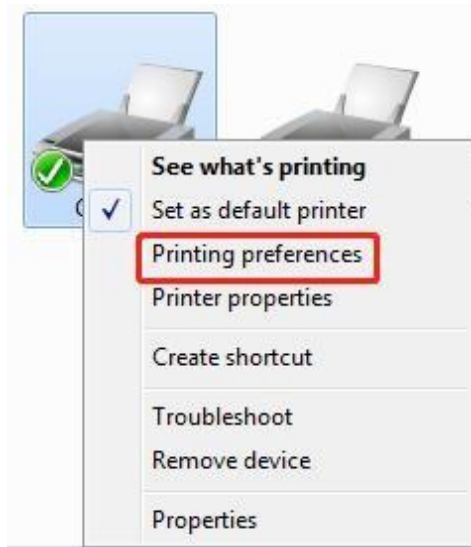 See what's printing
Set as default printer
Printing preferences
Printer properties
Create shortcut
Troubleshoot
Remove device
Properties